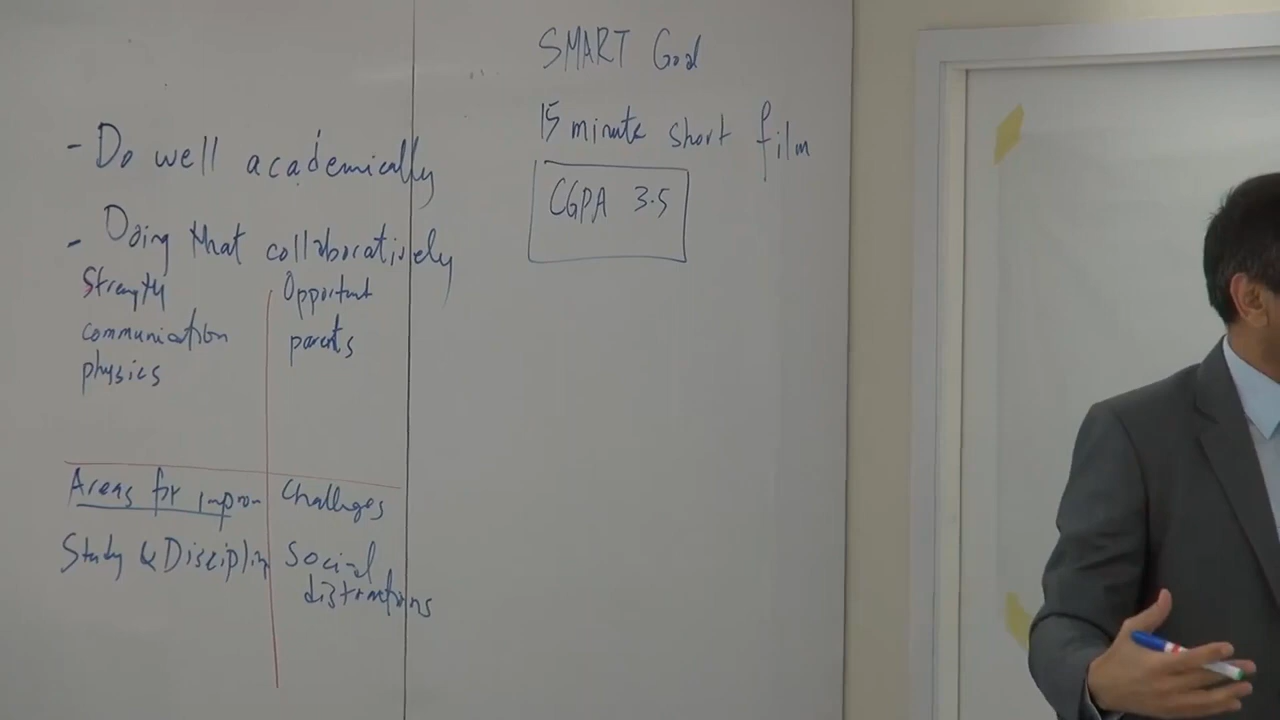 - Do well academically
- Doing that collaboratively
Strength
communication
physics
Opportunt
parents
Areas for improv
Study & Disciplin
Challenges
Social
distractions
SMART Goal
15 minute short film
CGPA 3.5